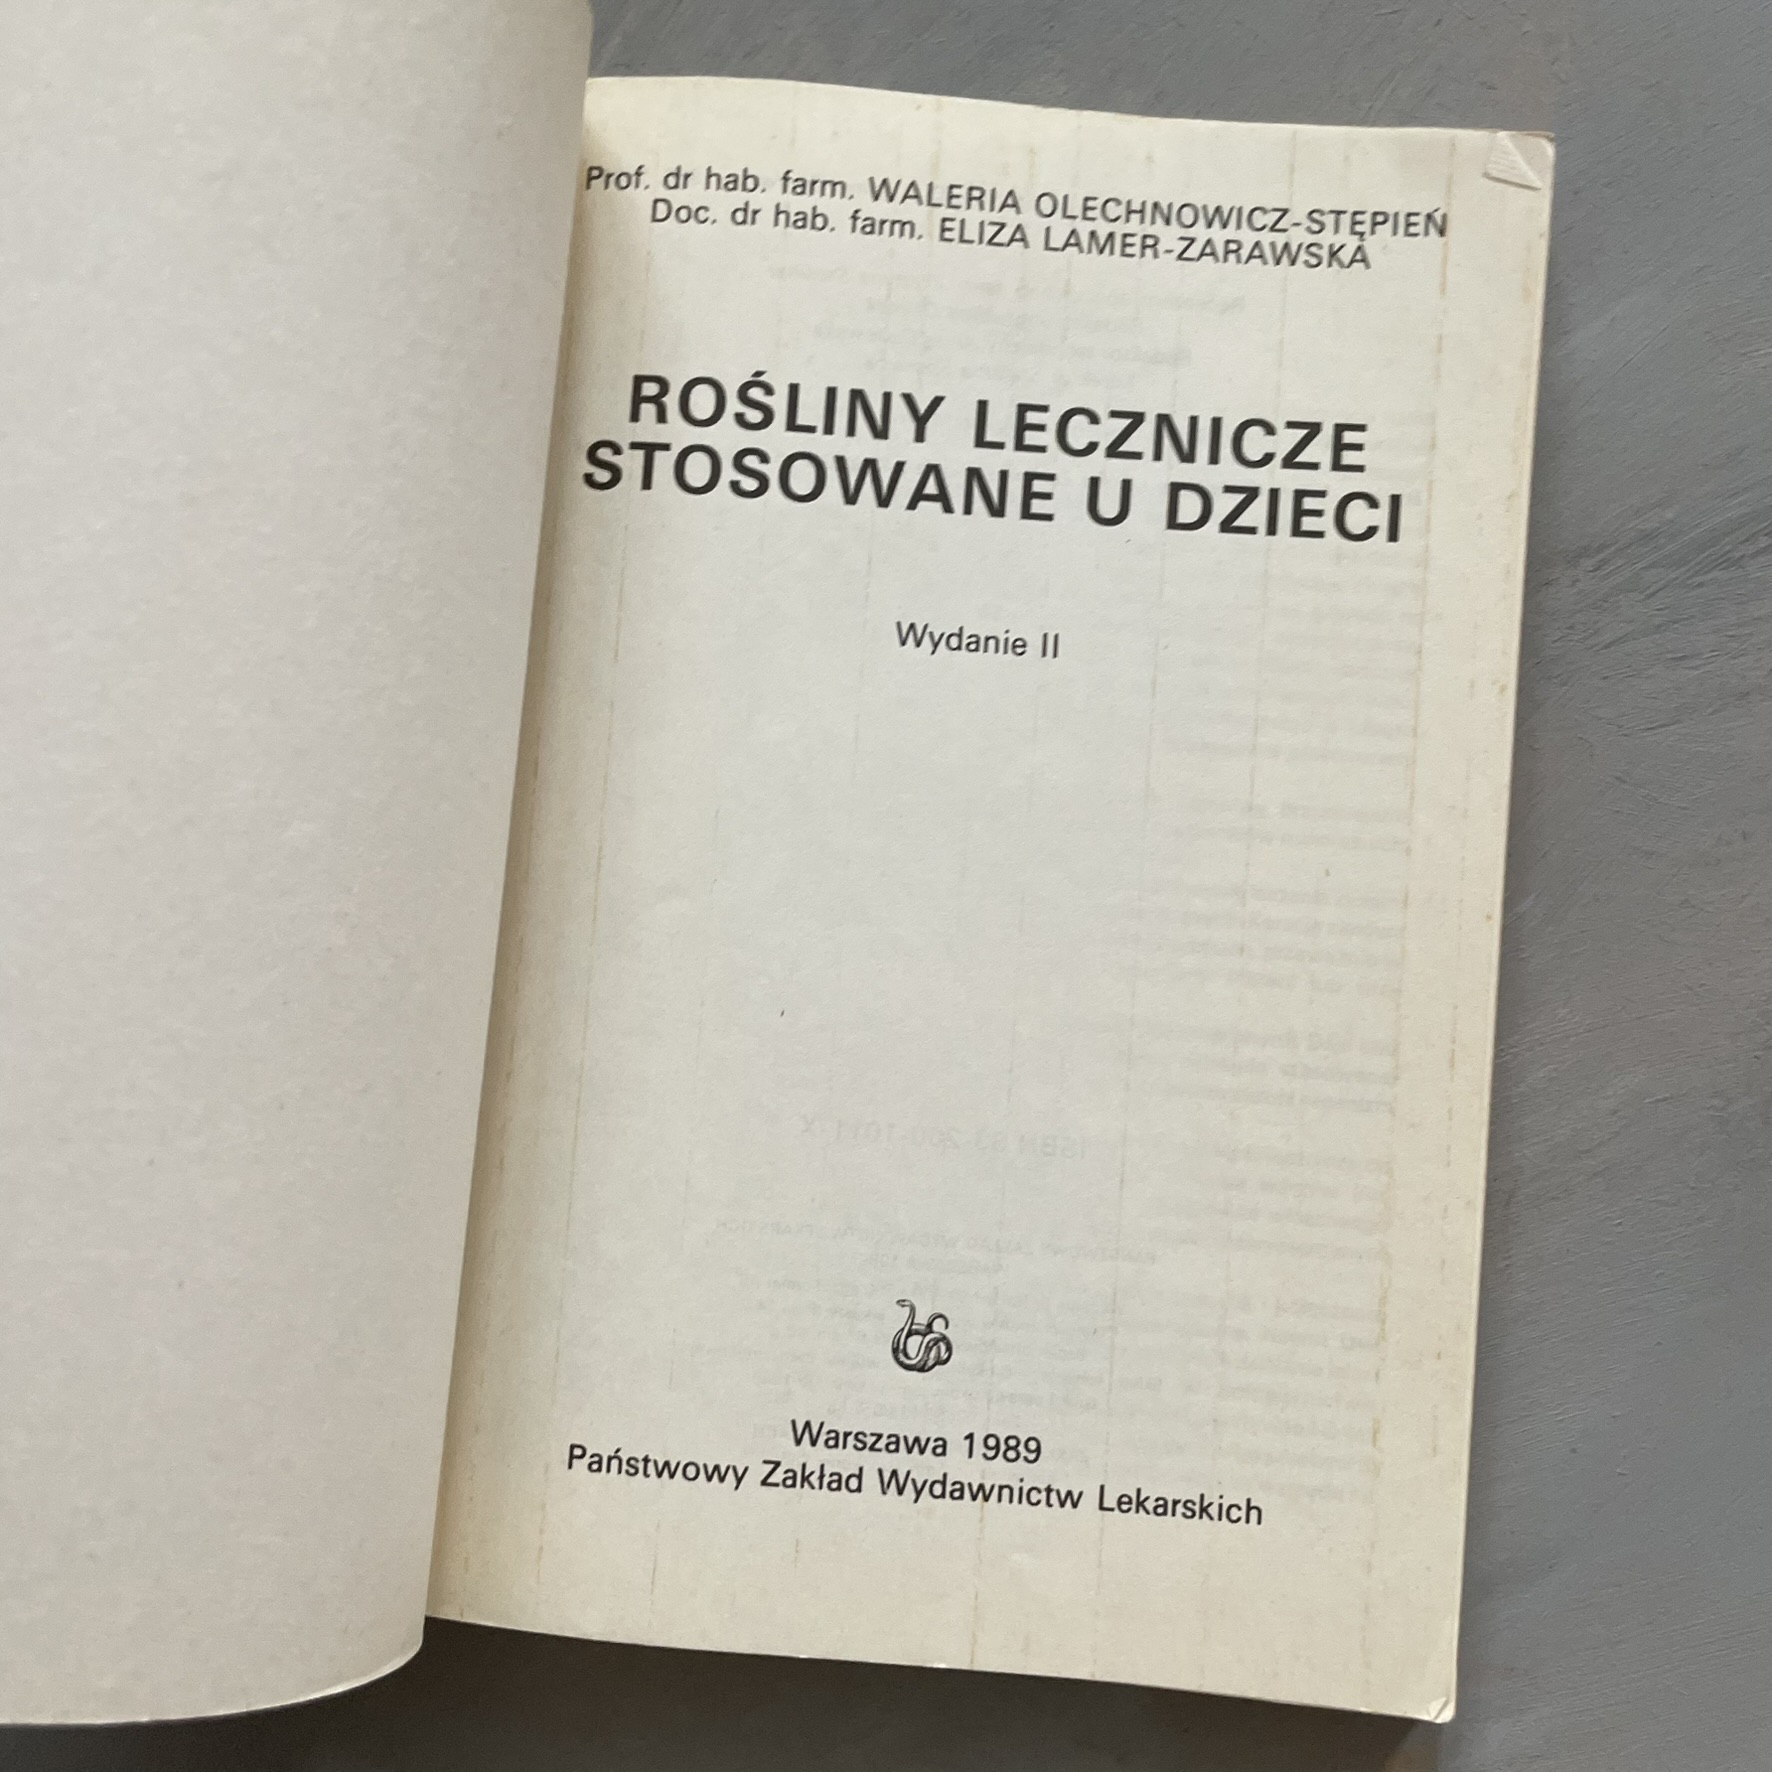 Prof. dr hab. farm. WALERIA OLECHNOWICZ-STĘPIEŃ
Doc. dr hab. farm. ELIZA LAMER-ZARAWSKA
ROŚLINY LECZNICZE
STOSOWANE U DZIECI
Wydanie II
Warszawa 1989
Państwowy Zakład Wydawnictw Lekarskich